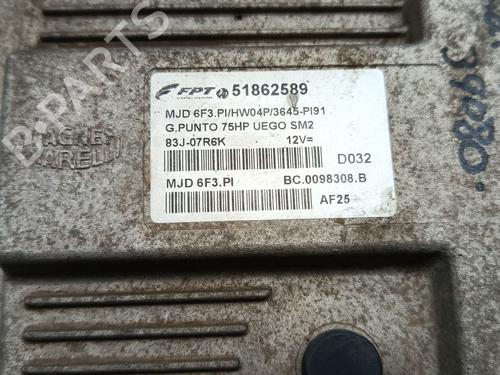 FPT 51862589
MJD 6F3.PI/HW04P/3645-PI91
G.PUNTO 75HP UEGO SM2
83J-07R6K 12V=
D032
MJD 6F3.PI BC.0098308.B
AF25
MAGNETI
MARELLI
39080.